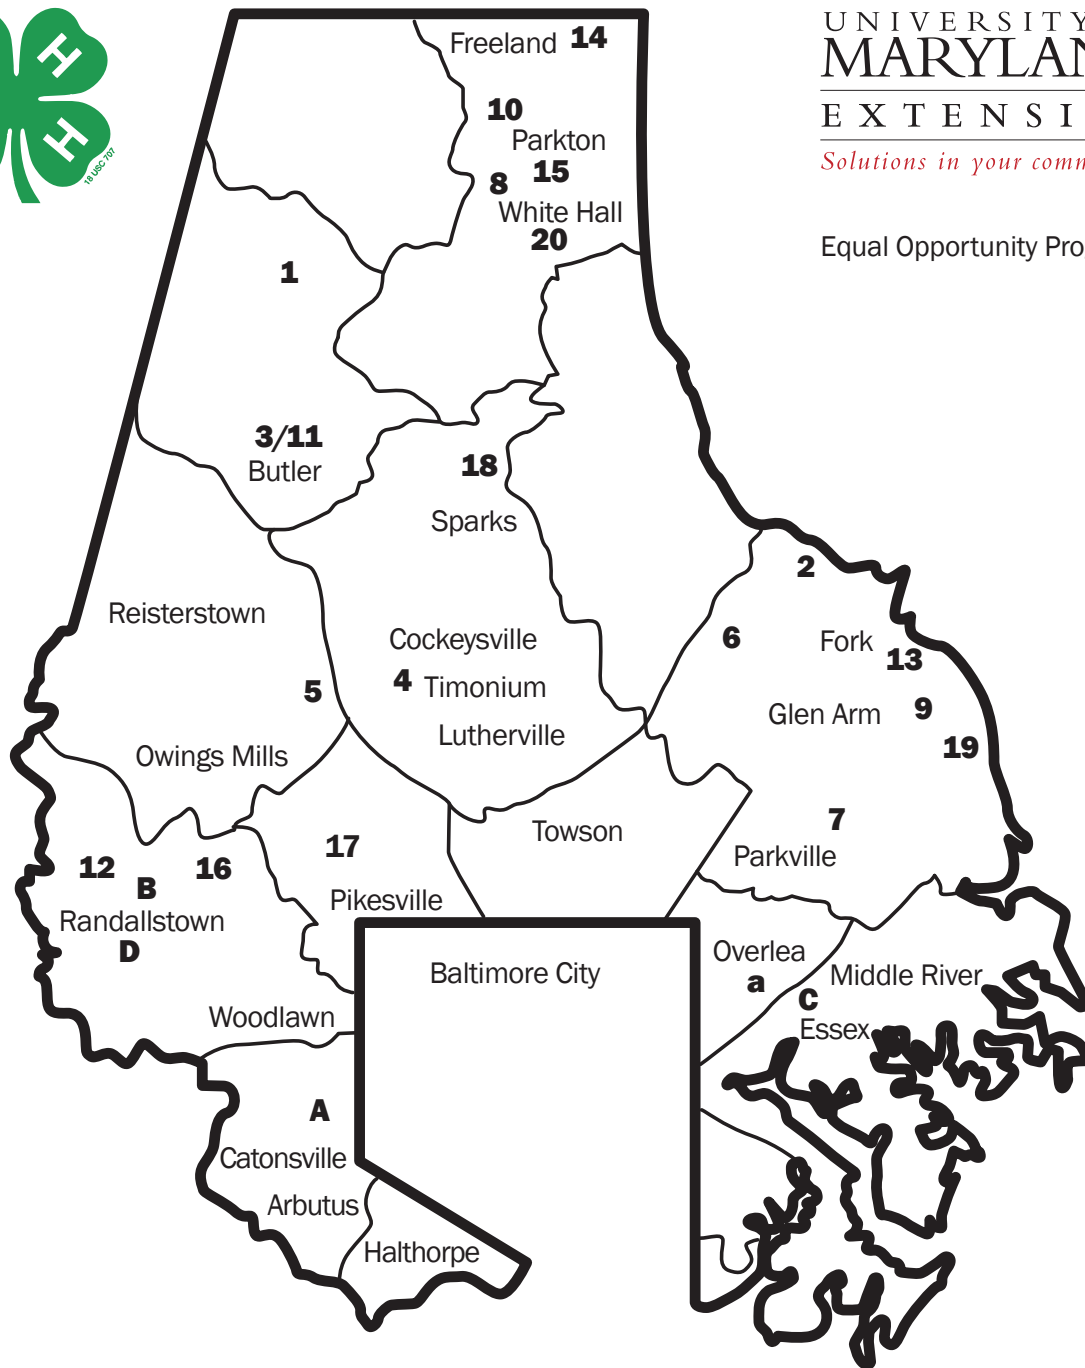 H
H
18 USC 707
UNIVERSITY
MARYLAN
EXTENSI
Solutions in your comm
Equal Opportunity Pro
Freeland 14
10
Parkton
15
8
White Hall
20
1
3/11
Butler
18
Sparks
2
Reisterstown
Cockeysville
6
Fork
13
5
4 Timonium
Glen Arm 9
Lutherville
19
Owings Mills
7
Towson
17
Parkville
12
16
B
Pikesville
Randallstown
D
Overlea
Baltimore City
Middle River
a
C
Woodlawn
Essex
A
Catonsville
Arbutus
Halthorpe